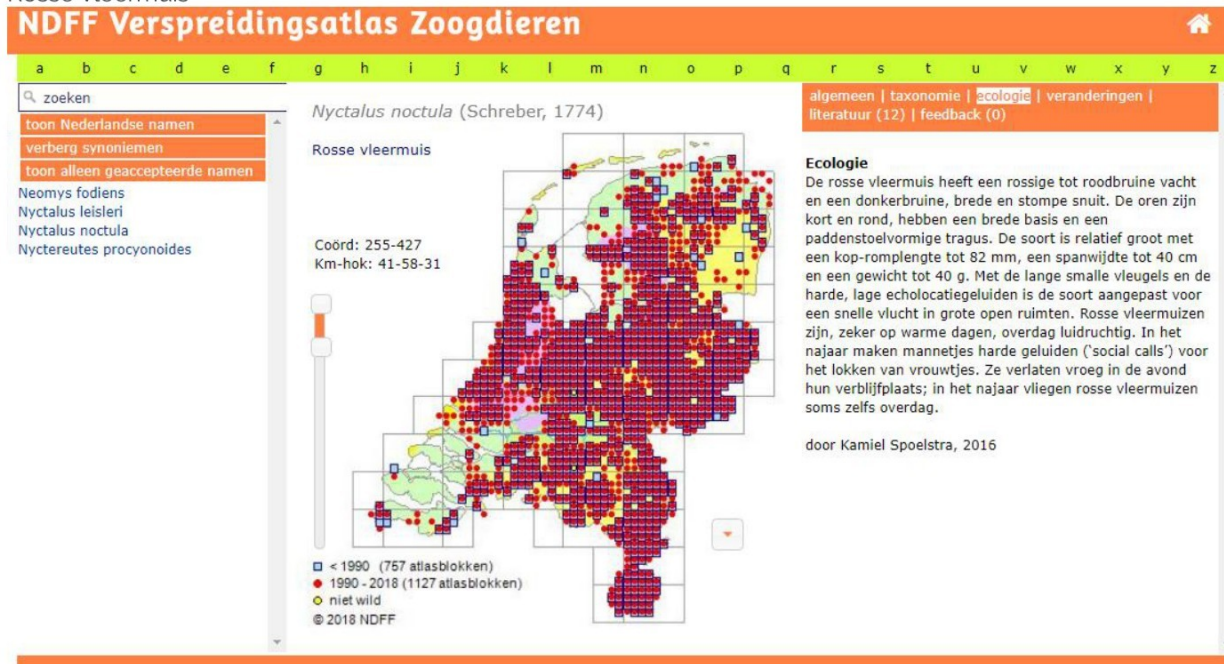 Rosse vleermuis
NDFF Verspreidingsatlas Zoogdieren
a b c d e f g h i j k l m n o p q r s t u v w x y z
zoeken
toon Nederlandse namen
verberg synoniemen
toon alleen geaccepteerde namen
Neomys fodiens
Nyctalus leisleri
Nyctalus noctula
Nyctereutes procyonoides
Nyctalus noctula (Schreber, 1774)
Rosse vleermuis
Coörd: 255-427
Km-hok: 41-58-31
< 1990 (757 atlasblokken)
1990 - 2018 (1127 atlasblokken)
niet wild
© 2018 NDFF
algemeen | taxonomie | ecologie | veranderingen |
literatuur (12) | feedback (0)
Ecologie
De rosse vleermuis heeft een rossige tot roodbruine vacht
en een donkerbruine, brede en stompe snuit. De oren zijn
kort en rond, hebben een brede basis en een
paddenstoelvormige tragus. De soort is relatief groot met
een kop-romplengte tot 82 mm, een spanwijdte tot 40 cm
en een gewicht tot 40 g. Met de lange smalle vleugels en de
harde, lage echolocatiegeluiden is de soort aangepast voor
een snelle vlucht in grote open ruimten. Rosse vleermuizen
zijn, zeker op warme dagen, overdag luidruchtig. In het
najaar maken mannetjes harde geluiden (‘social calls’) voor
het lokken van vrouwtjes. Ze verlaten vroeg in de avond
hun verblijfplaats; in het najaar vliegen rosse vleermuizen
soms zelfs overdag.
door Kamiel Spoelstra, 2016